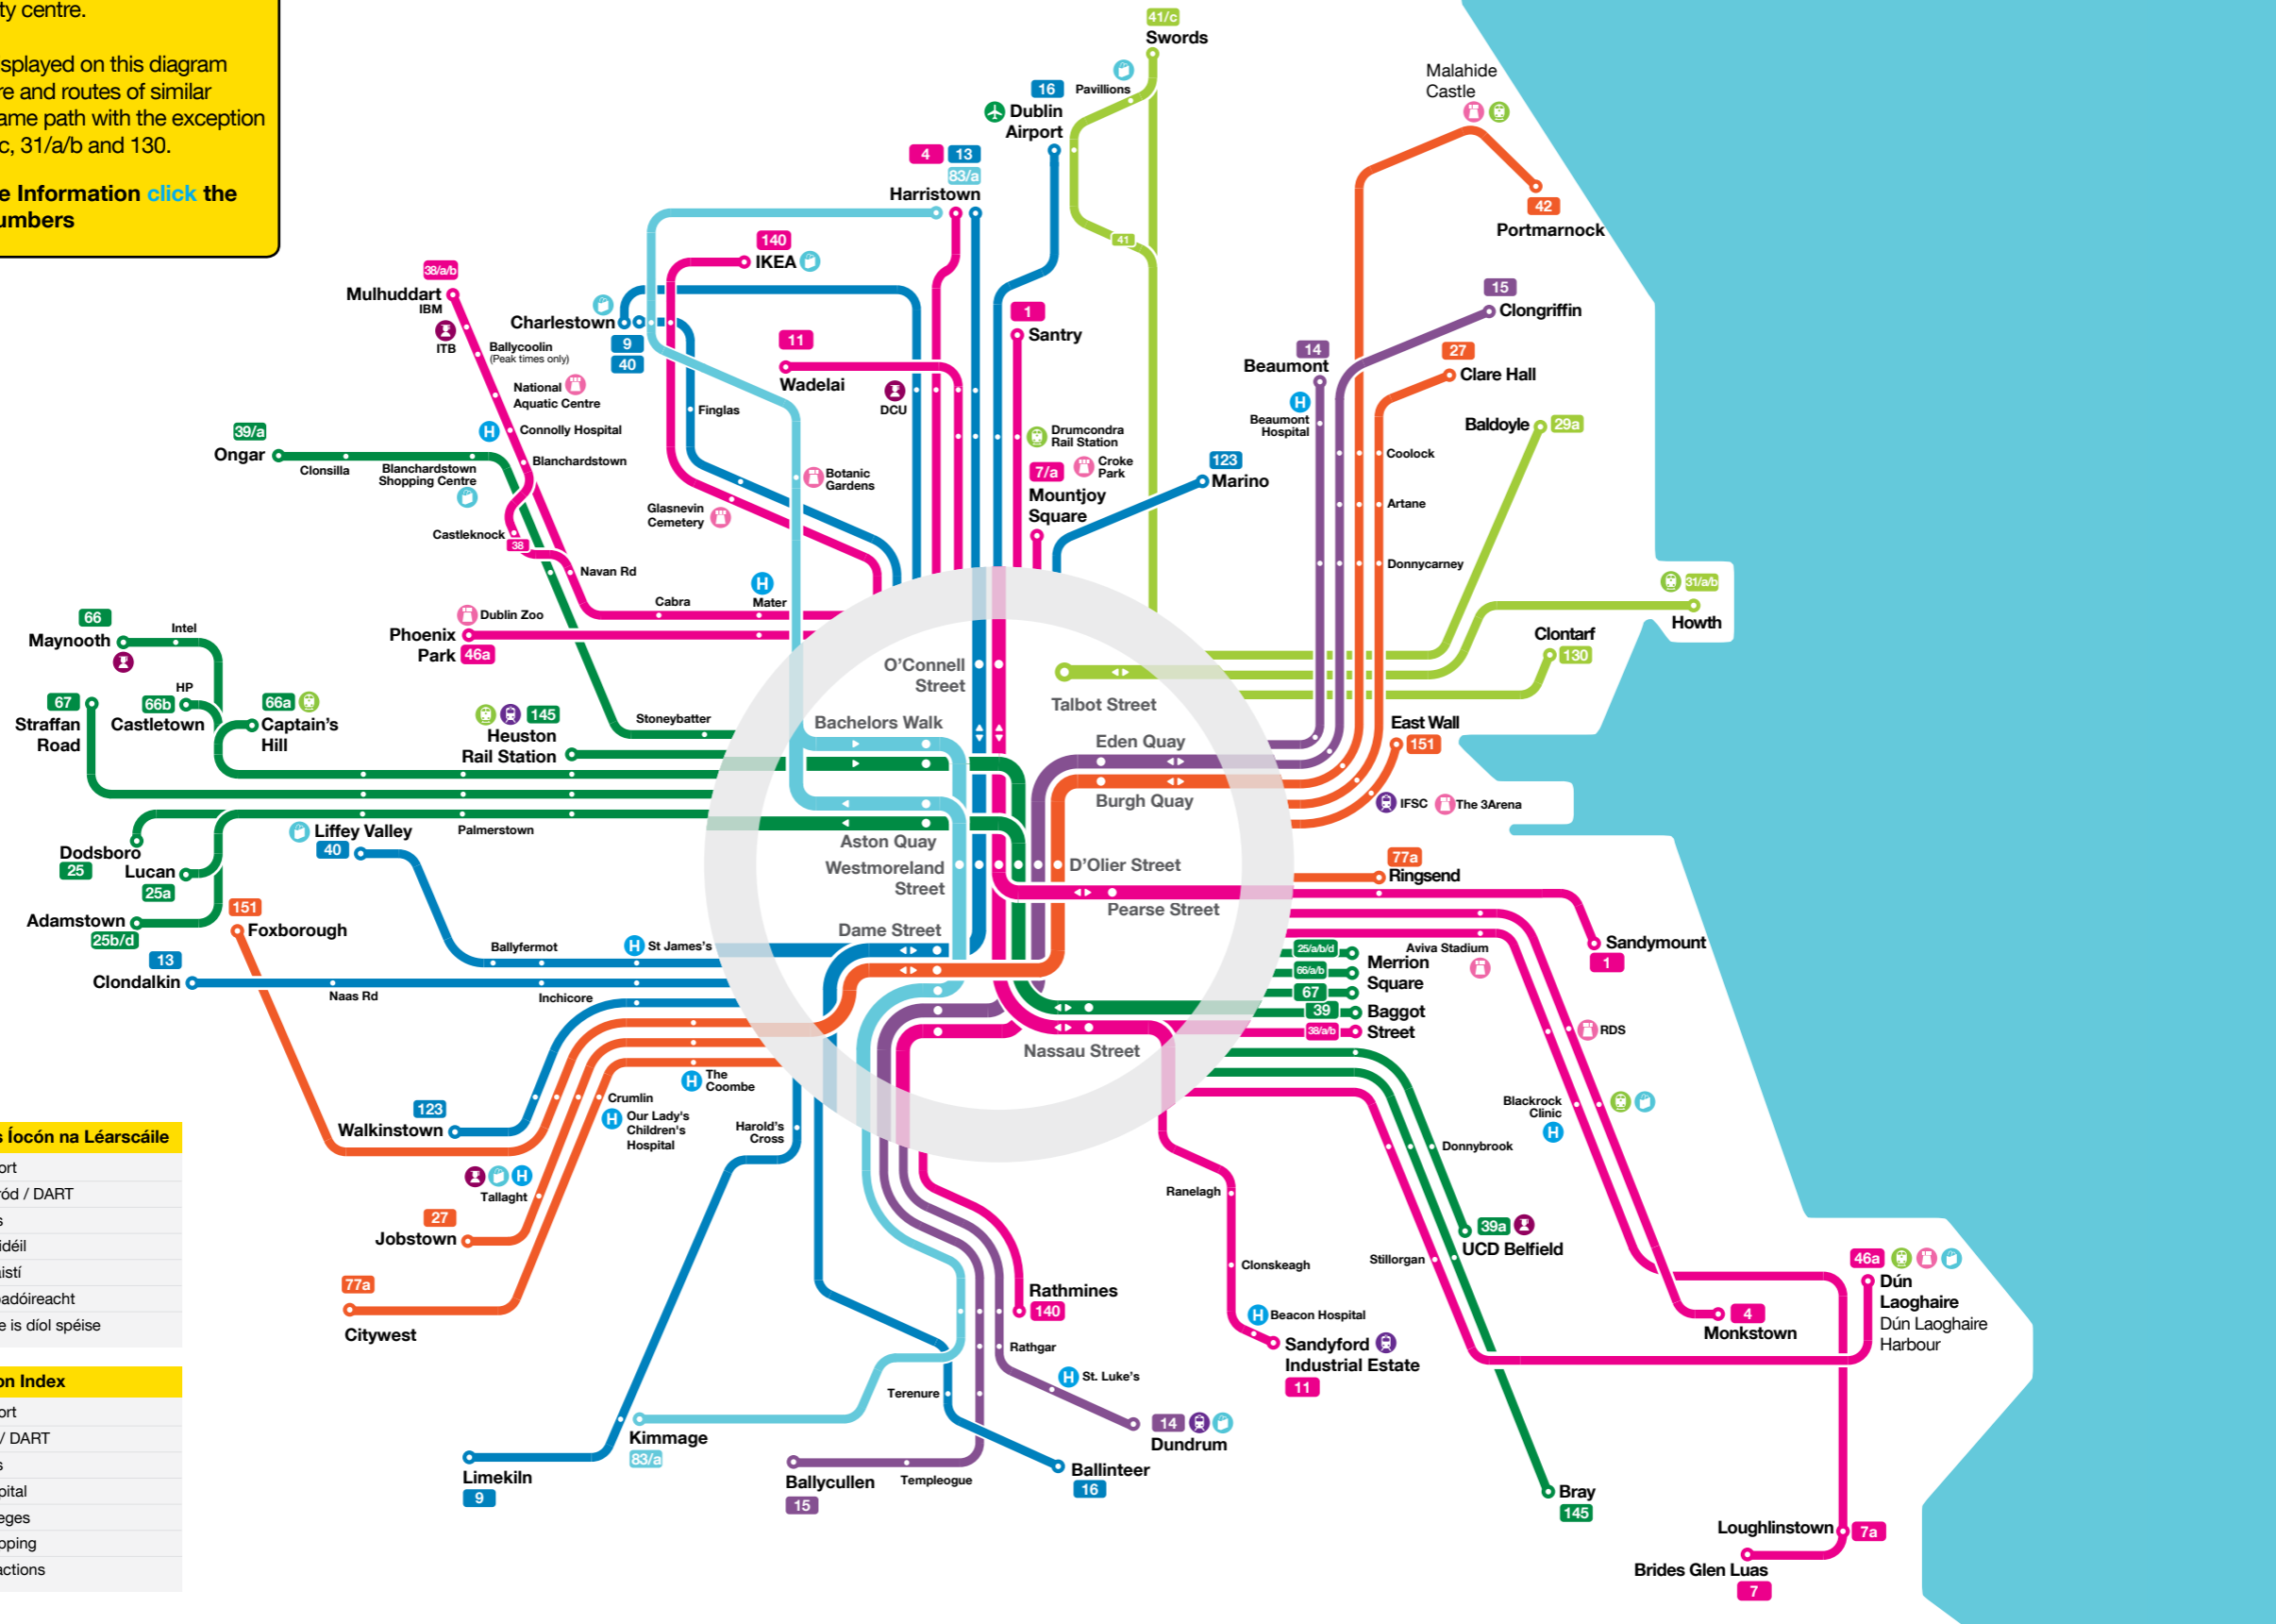 ty centre.
splayed on this diagram
re and routes of similar
ame path with the exception
c, 31/a/b and 130.
e Information click the
umbers
41/c
Swords
Pavillions
16
Dublin
Airport
41
4 13
83/a
Harristown
140
IKEA
38/a/b
Mulhuddart
IBM
ITB
Ballycoolin
(Peak times only)
National
Aquatic Centre
Connolly Hospital
Blanchardstown
Charlestown
9
40
11
Wadelai
DCU
1
Santry
Finglas
Drumcondra
Rail Station
Croke
Park
7/a
Mountjoy
Square
Botanic
Gardens
Glasnevin
Cemetery
123
Marino
Malahide
Castle
42
Portmarnock
15
Clongriffin
14
Beaumont
Beaumont
Hospital
27
Clare Hall
Baldoyle 29a
Coolock
Artane
Donnycarney
31/a/b
Howth
Clontarf
130
39/a
Ongar
Clonsilla
Blanchardstown
Shopping Centre
Castleknock
38
Navan Rd
Cabra
Mater
Dublin Zoo
Phoenix
Park 46a
66
Maynooth
Intel
67
Straffan
Road
HP
66b
Castletown
66a
Captain's
Hill
145
Heuston
Rail Station
Stoneybatter
O'Connell
Street
Talbot Street
Bachelors Walk
Eden Quay
Burgh Quay
Aston Quay
Westmoreland
Street
D'Olier Street
Pearse Street
Dame Street
Nassau Street
East Wall
151
IFSC
The 3Arena
77a
Ringsend
Sandymount
1
Aviva Stadium
25/a/b/d
66/a/b
67
Merrion
Square
39
38/a/b
Baggot
Street
RDS
Blackrock
Clinic
Donnybrook
39a
UCD Belfield
Stillorgan
46a
Dún
Laoghaire
Dún Laoghaire
Harbour
4
Monkstown
Palmerstown
Dodsboro
25
Lucan
25a
Adamstown
25b/d
Liffey Valley
40
151
Foxborough
13
Clondalkin
Ballyfermot
St James's
Naas Rd
Inchicore
The
Coombe
Crumlin
Our Lady's
Children's
Hospital
Harold's
Cross
123
Walkinstown
Tallaght
27
Jobstown
77a
Citywest
Ranelagh
Clonskeagh
Beacon Hospital
Sandyford
Industrial Estate
11
Rathmines
140
Rathgar
St. Luke's
14
Dundrum
Terenure
Kimmage
83/a
Limekiln
9
Ballycullen
15
Templeogue
Ballinteer
16
Bray
145
Loughlinstown 7a
Brides Glen Luas
7
s Íocón na Léarscáile
ort
ród / DART
s
idéil
aistí
oadóireacht
e is díol spéise
on Index
ort
/ DART
s
pital
eges
pping
actions